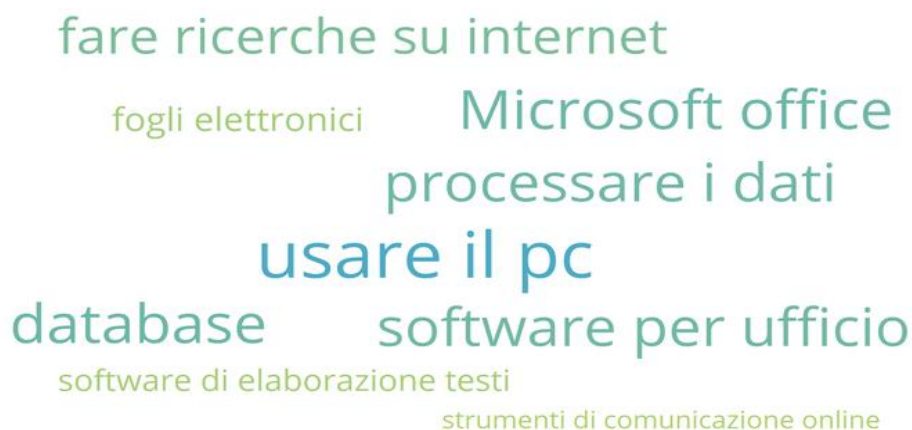 fare ricerche su internet
fogli elettronici
Microsoft office
processare i dati
usare il pc
database
software per ufficio
software di elaborazione testi
strumenti di comunicazione online